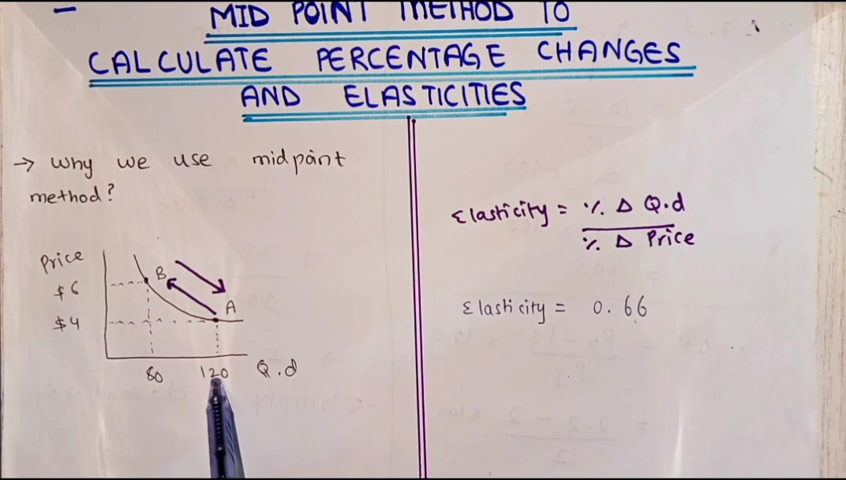 MID POINT METHOD TO
CALCULATE PERCENTAGE CHANGES
AND ELASTICITIES
→ Why we use midpoint
method?
Elasticity = % Δ Q.d
% Δ Price
Price
$6
$4
B
A
80 120 Q.d
Elasticity = 0.66